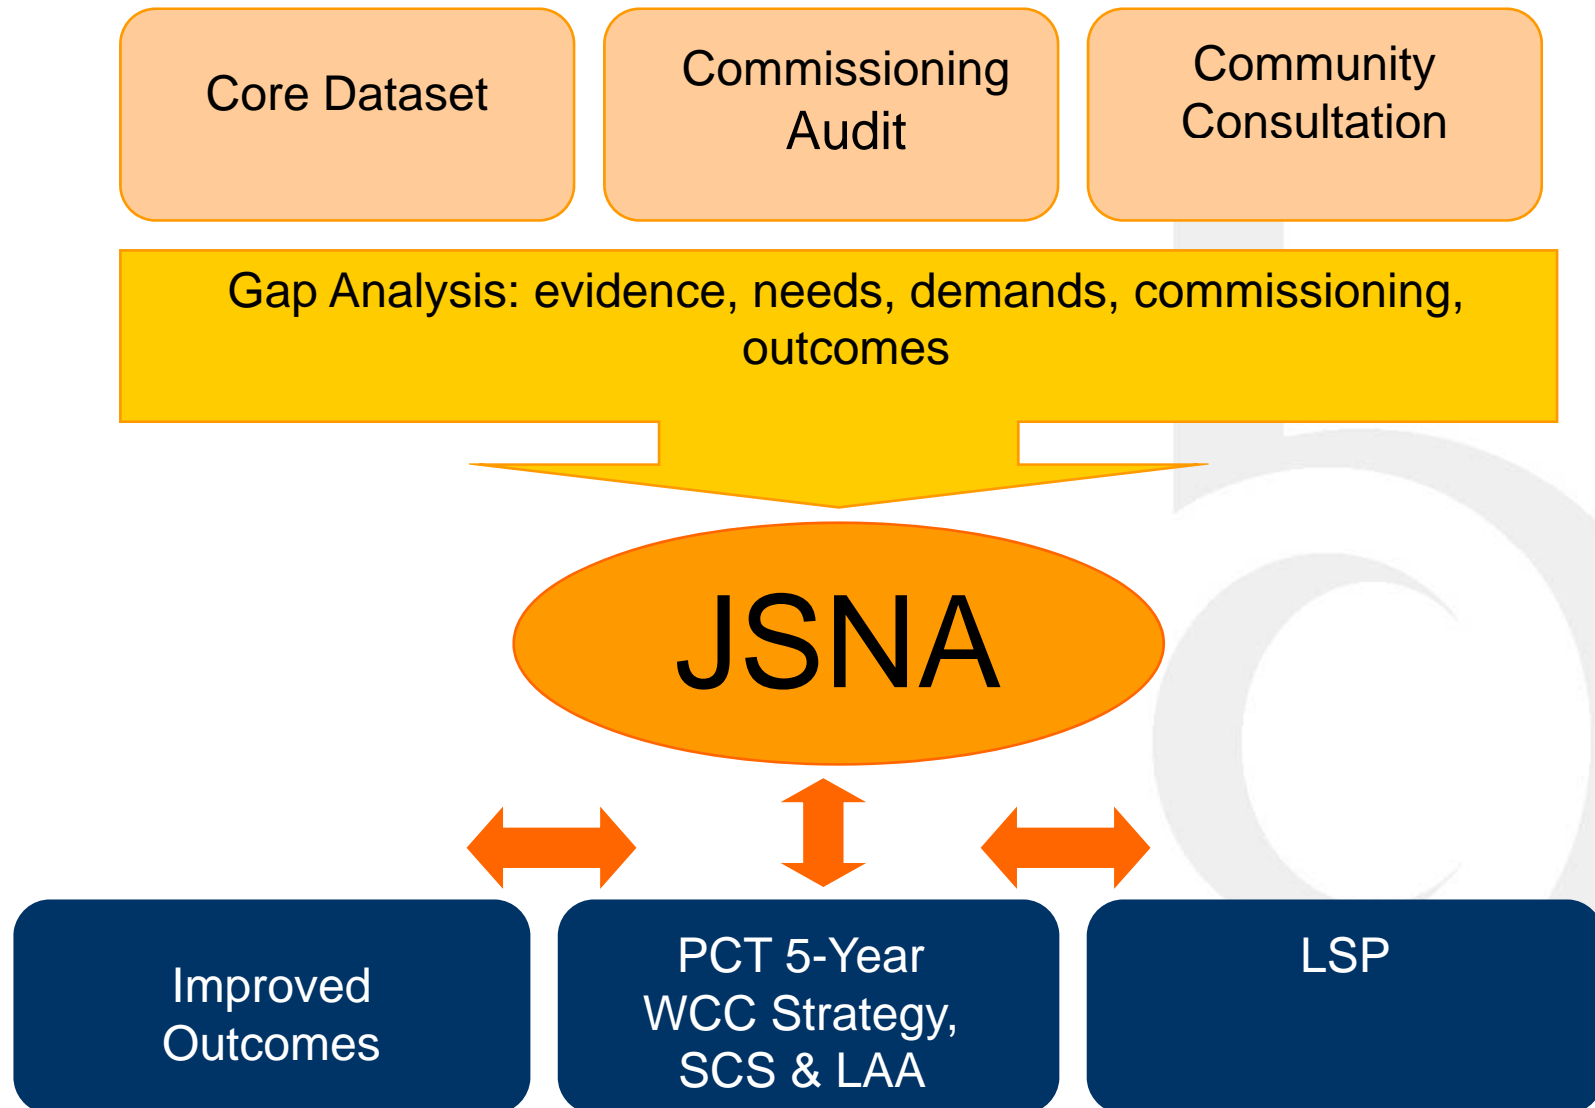 Core Dataset
Commissioning
Audit
Community
Consultation
Gap Analysis: evidence, needs, demands, commissioning,
outcomes
JSNA
Improved
Outcomes
PCT 5-Year
WCC Strategy,
SCS & LAA
LSP